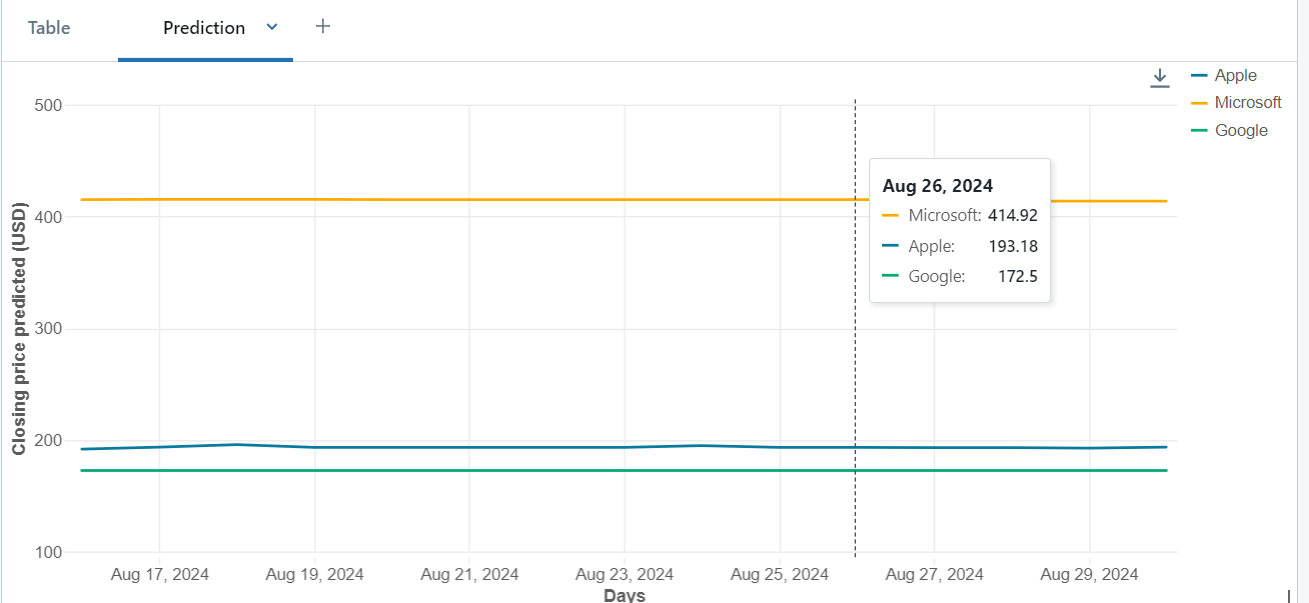 Table
Prediction
Apple
Microsoft
Google
500
400
300
200
100
Closing price predicted (USD)
Aug 26, 2024
Microsoft: 414.92
Apple: 193.18
Google: 172.5
Aug 17, 2024 Aug 19, 2024 Aug 21, 2024 Aug 23, 2024 Aug 25, 2024 Aug 27, 2024 Aug 29, 2024
Days